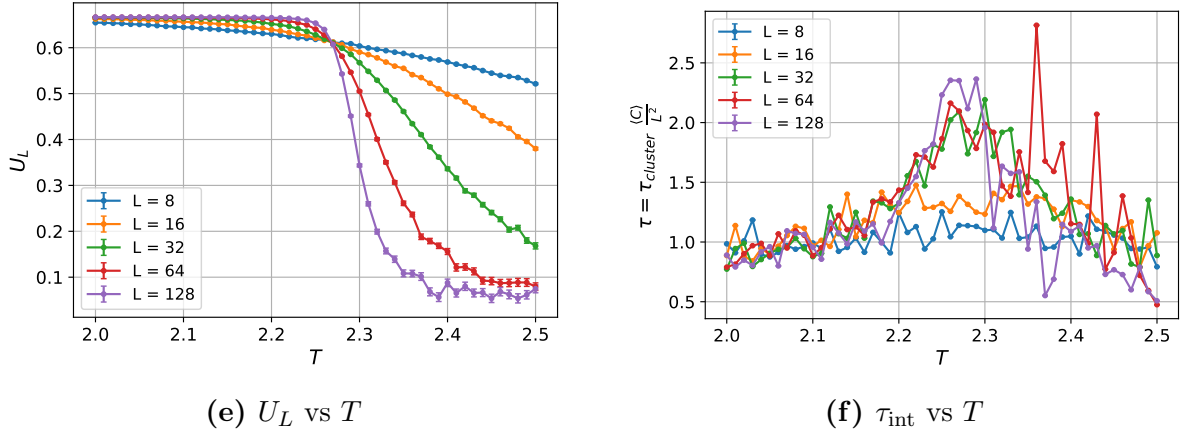 0.6
0.5
0.4
0.3
0.2
0.1
U_L
L = 8
L = 16
L = 32
L = 64
L = 128
2.0 2.1 2.2 2.3 2.4 2.5
T
(e) U_L vs T
2.5
2.0
1.5
1.0
0.5
τ = τ_cluster ⟨C⟩/L²
L = 8
L = 16
L = 32
L = 64
L = 128
2.0 2.1 2.2 2.3 2.4 2.5
T
(f) τ_int vs T